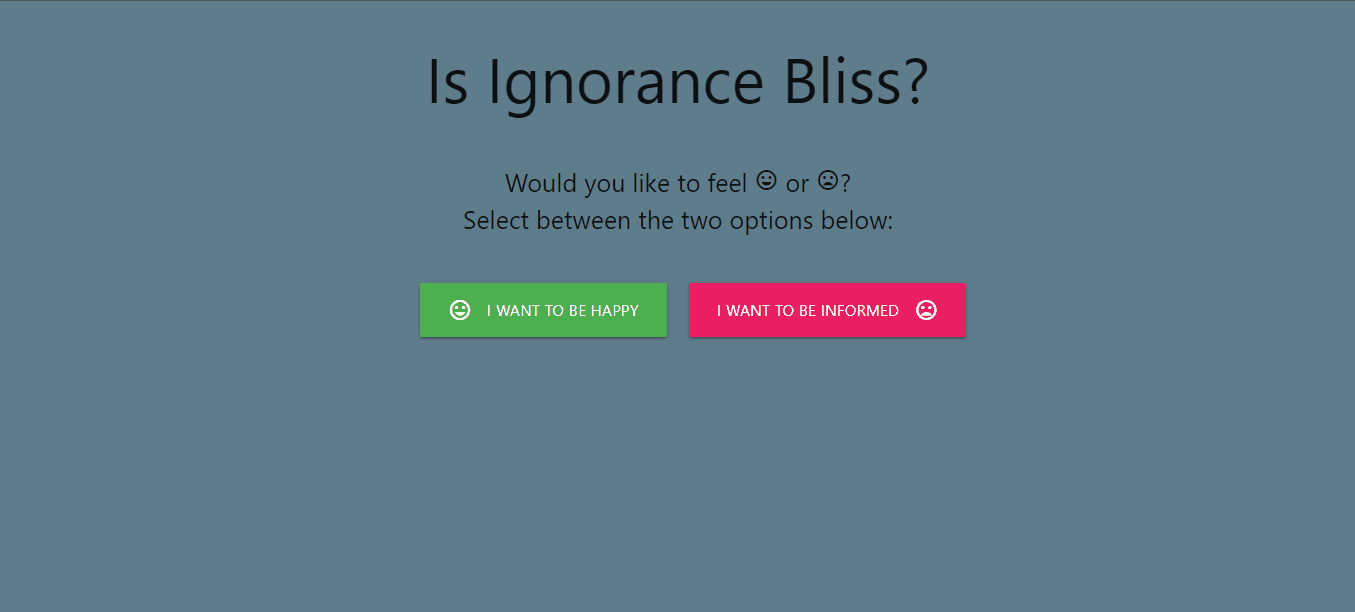 Is Ignorance Bliss?
Would you like to feel ☺ or ☹?
Select between the two options below:
I WANT TO BE HAPPY
I WANT TO BE INFORMED